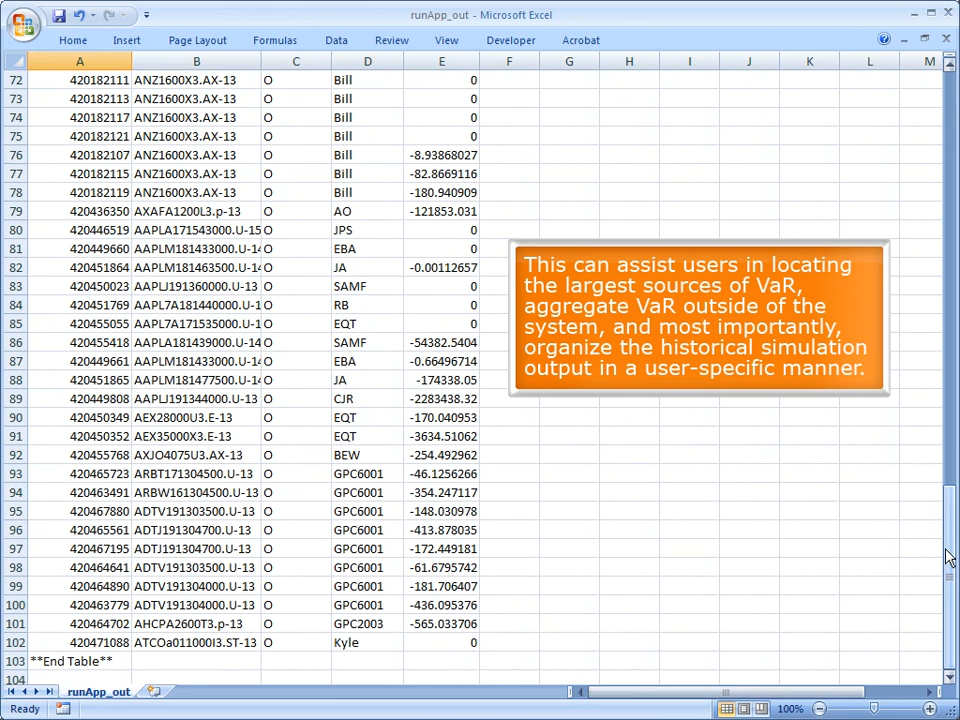 runApp_out - Microsoft Excel
Home Insert Page Layout Formulas Data Review View Developer Acrobat
A B C D E F G H I J K L M
72 420182111 ANZ1600X3.AX-13 O Bill 0
73 420182113 ANZ1600X3.AX-13 O Bill 0
74 420182117 ANZ1600X3.AX-13 O Bill 0
75 420182121 ANZ1600X3.AX-13 O Bill 0
76 420182107 ANZ1600X3.AX-13 O Bill -8.93868027
77 420182115 ANZ1600X3.AX-13 O Bill -82.8669116
78 420182119 ANZ1600X3.AX-13 O Bill -180.940909
79 420436350 AXAFA1200L3.p-13 O AO -121853.031
80 420446519 AAPLA171543000.U-15 O JPS 0
81 420449660 AAPLM181433000.U-14 O EBA 0
82 420451864 AAPLM181463500.U-14 O JA -0.00112657
83 420450023 AAPLJ191360000.U-13 O SAMF 0
84 420451769 AAPL7A181440000.U-1 O RB 0
85 420455055 AAPL7A171535000.U-1 O EQT 0
86 420455418 AAPLA181439000.U-14 O SAMF -54382.5404
87 420449661 AAPLM181433000.U-14 O EBA -0.66496714
88 420451865 AAPLM181477500.U-14 O JA -174338.05
89 420449808 AAPLJ191344000.U-13 O CJR -2283438.32
90 420450349 AEX28000U3.E-13 O EQT -170.040953
91 420450352 AEX35000X3.E-13 O EQT -3634.51062
92 420455768 AXJO4075U3.AX-13 O BEW -254.492962
93 420465723 ARBT171304500.U-13 O GPC6001 -46.1256266
94 420463491 ARBW161304500.U-13 O GPC6001 -354.247117
95 420467880 ADTV191303500.U-13 O GPC6001 -148.030978
96 420465561 ADTJ191304700.U-13 O GPC6001 -413.878035
97 420467195 ADTJ191304700.U-13 O GPC6001 -172.449181
98 420464641 ADTV191303500.U-13 O GPC6001 -61.6795742
99 420464890 ADTV191304000.U-13 O GPC6001 -181.706407
100 420463779 ADTV191304000.U-13 O GPC6001 -436.095376
101 420464702 AHCPA2600T3.p-13 O GPC2003 -565.033706
102 420471088 ATCOa011000I3.ST-13 O Kyle 0
103 **End Table**
104
This can assist users in locating
the largest sources of VaR,
aggregate VaR outside of the
system, and most importantly,
organize the historical simulation
output in a user-specific manner.
runApp_out
Ready 100%